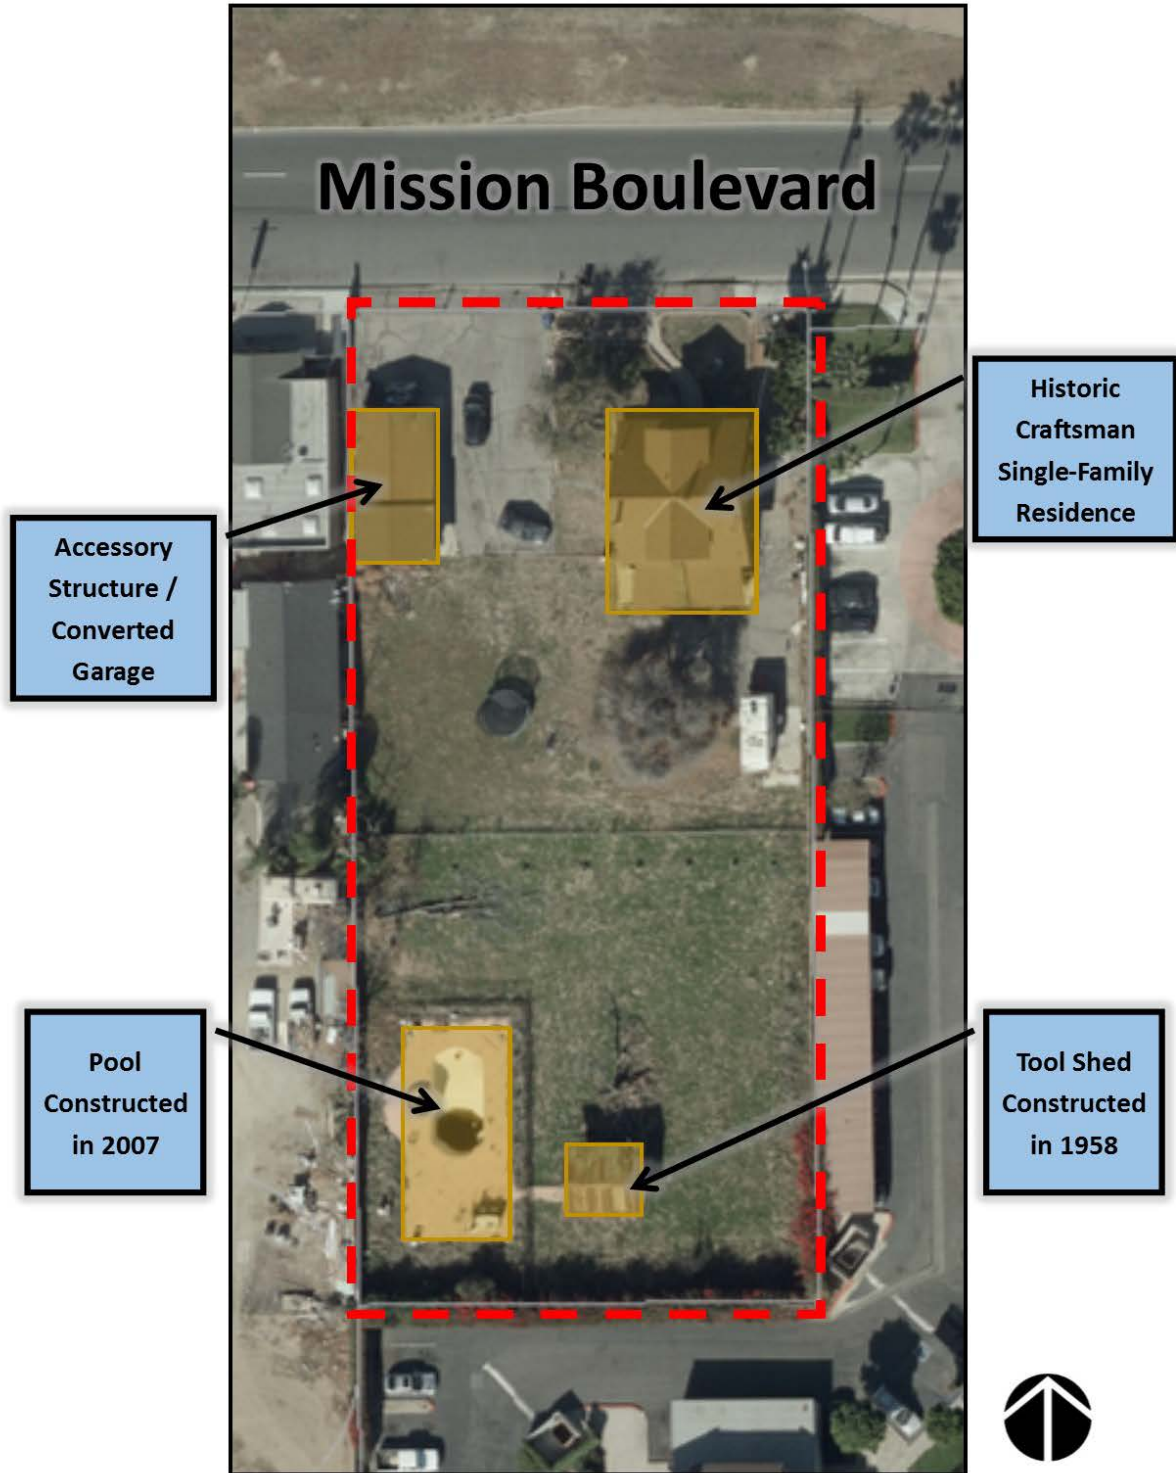 Mission Boulevard
Historic
Craftsman
Single-Family
Residence
Accessory
Structure /
Converted
Garage
Pool
Constructed
in 2007
Tool Shed
Constructed
in 1958